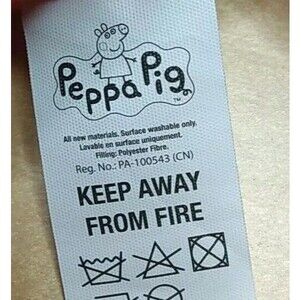 Peppa Pig
TM
All new materials. Surface washable only.
Lavable en surface uniquement.
Filling: Polyester Fibre.
Reg. No.: PA-100543 (CN)
KEEP AWAY
FROM FIRE